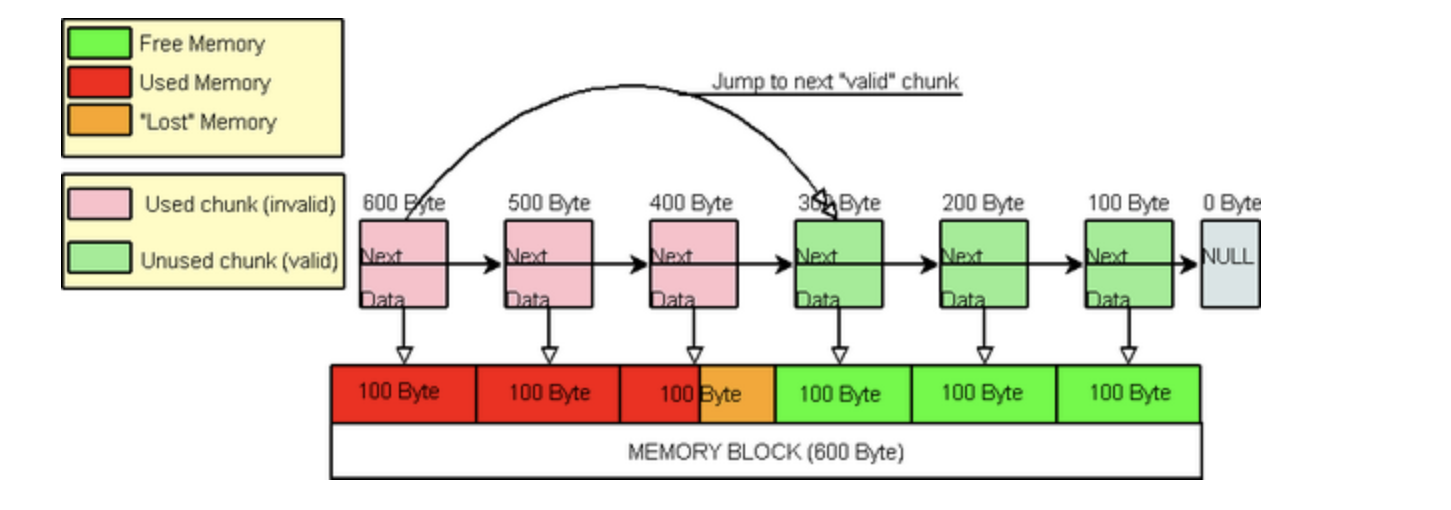 Free Memory
Used Memory
"Lost" Memory
Jump to next "valid" chunk
Used chunk (invalid)
Unused chunk (valid)
600 Byte 500 Byte 400 Byte 300 Byte 200 Byte 100 Byte 0 Byte
Next Next Next Next Next Next NULL
Data Data Data Data Data Data
100 Byte 100 Byte 100 Byte 100 Byte 100 Byte 100 Byte
MEMORY BLOCK (600 Byte)